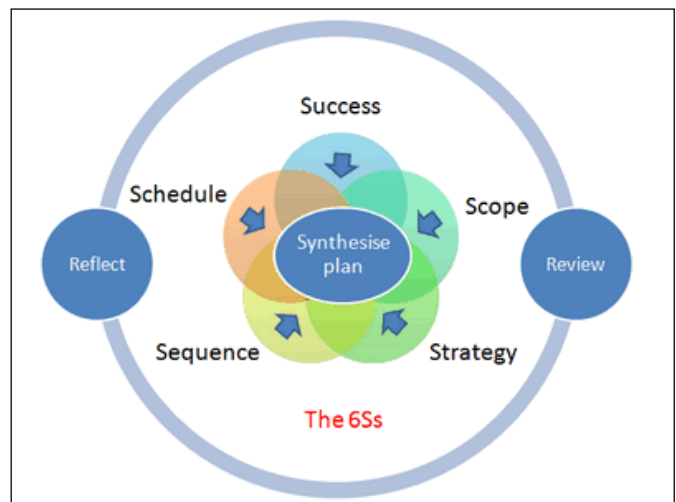 Success
Schedule
Scope
Synthesise
plan
Reflect
Review
Sequence
Strategy
The 6Ss